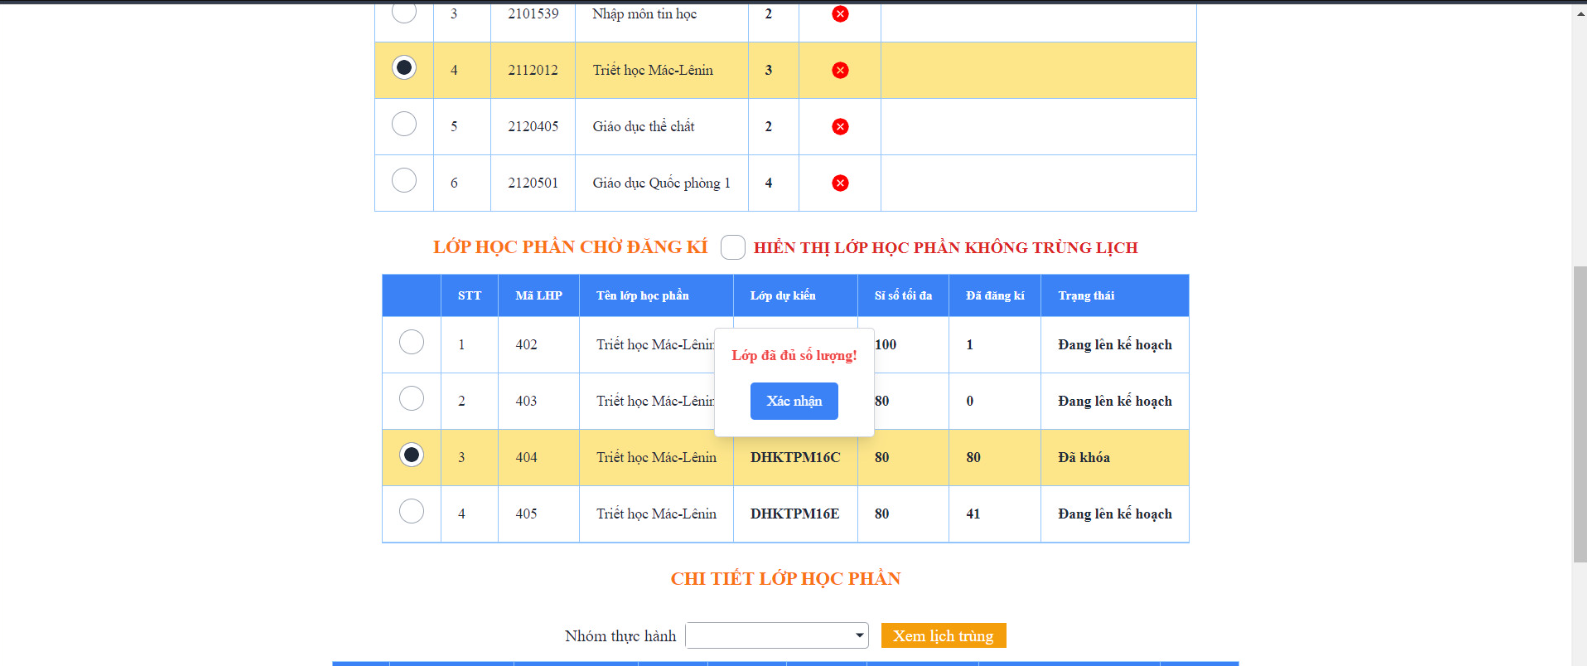 3 2101539 Nhập môn tin học 2
4 2112012 Triết học Mác-Lênin 3
5 2120405 Giáo dục thể chất 2
6 2120501 Giáo dục Quốc phòng 1 4
LỚP HỌC PHẦN CHỜ ĐĂNG KÍ HIỂN THỊ LỚP HỌC PHẦN KHÔNG TRÙNG LỊCH
STT Mã LHP Tên lớp học phần Lớp dự kiến Sĩ số tối đa Đã đăng kí Trạng thái
1 402 Triết học Mác-Lênin 100 1 Đang lên kế hoạch
Lớp đã đủ số lượng!
2 403 Triết học Mác-Lênin 80 0 Đang lên kế hoạch
Xác nhận
3 404 Triết học Mác-Lênin DHKTPM16C 80 80 Đã khóa
4 405 Triết học Mác-Lênin DHKTPM16E 80 41 Đang lên kế hoạch
CHI TIẾT LỚP HỌC PHẦN
Nhóm thực hành Xem lịch trùng